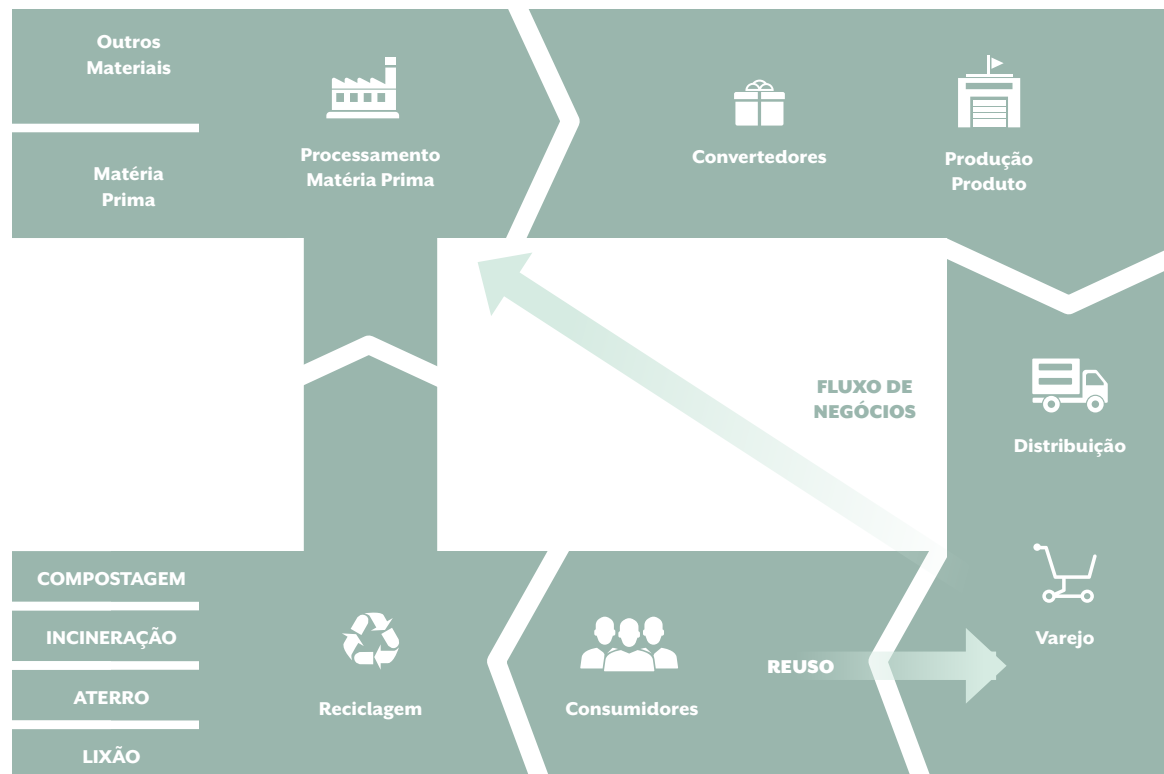 Outros
Materiais
Matéria
Prima
Processamento
Matéria Prima
Convertedores
Produção
Produto
FLUXO DE
NEGÓCIOS
Distribuição
Varejo
COMPOSTAGEM
INCINERAÇÃO
ATERRO
LIXÃO
Reciclagem
Consumidores
REUSO